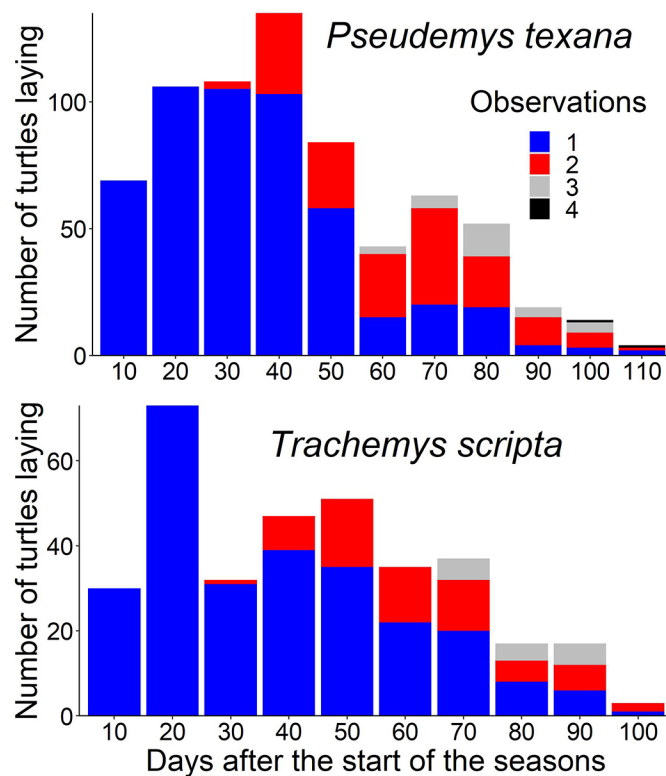 Pseudemys texana
Number of turtles laying
100
50
0
Observations
1
2
3
4
10 20 30 40 50 60 70 80 90 100 110
Trachemys scripta
Number of turtles laying
60
40
20
0
10 20 30 40 50 60 70 80 90 100
Days after the start of the seasons